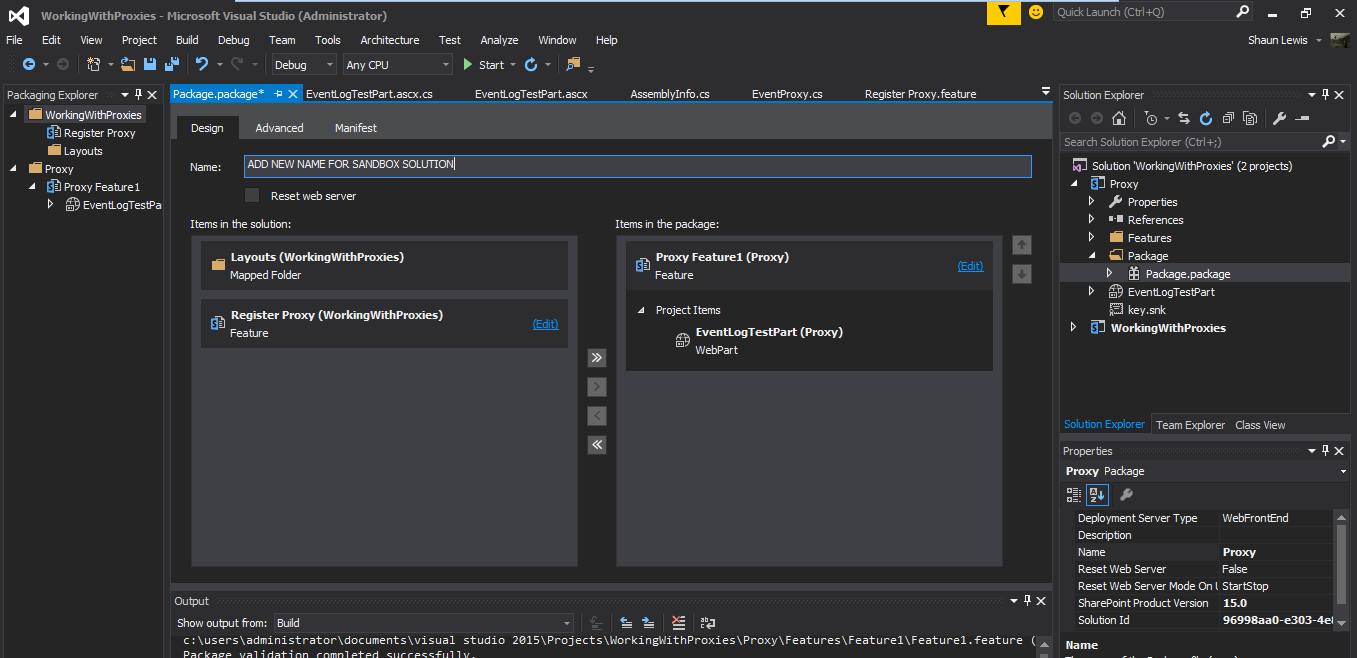 WorkingWithProxies - Microsoft Visual Studio (Administrator)
Quick Launch (Ctrl+Q)
File Edit View Project Build Debug Team Tools Architecture Test Analyze Window Help
Shaun Lewis
Debug Any CPU Start
Packaging Explorer
WorkingWithProxies
Register Proxy
Layouts
Proxy
Proxy Feature1
EventLogTestPa
Package.package* EventLogTestPart.ascx.cs EventLogTestPart.ascx AssemblyInfo.cs EventProxy.cs Register Proxy.feature
Design Advanced Manifest
Name: ADD NEW NAME FOR SANDBOX SOLUTION
Reset web server
Items in the solution:
Layouts (WorkingWithProxies)
Mapped Folder
Register Proxy (WorkingWithProxies)
Feature
(Edit)
Items in the package:
Proxy Feature1 (Proxy)
Feature
(Edit)
Project Items
EventLogTestPart (Proxy)
WebPart
Output
Show output from: Build
c:\users\administrator\documents\visual studio 2015\Projects\WorkingWithProxies\Proxy\Features\Feature1\Feature1.feature (
Package validation completed successfully.
Solution Explorer
Search Solution Explorer (Ctrl+;)
Solution 'WorkingWithProxies' (2 projects)
Proxy
Properties
References
Features
Package
Package.package
EventLogTestPart
key.snk
WorkingWithProxies
Solution Explorer Team Explorer Class View
Properties
Proxy Package
Deployment Server Type WebFrontEnd
Description
Name Proxy
Reset Web Server False
Reset Web Server Mode On U StartStop
SharePoint Product Version 15.0
Solution Id 96998aa0-e303-4e
Name